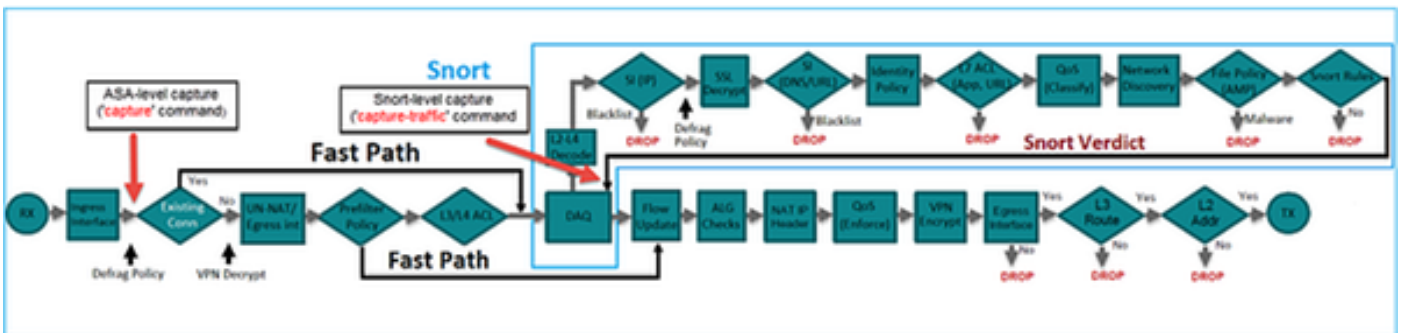 Snort
ASA-level capture
('capture' command)
Snort-level capture
('capture-traffic' command
SI (IP)
SSL
Decrypt
SI
(DNS/URL)
Identity
Policy
L7 ACL
(App, URL)
QoS
(Classify)
Network
Discovery
File Policy
(AMP)
Snort Rules
Blacklist
DROP
Defrag
Policy
Blacklist
DROP
DROP
Malware
DROP
No
DROP
L2-L4
Decode
Snort Verdict
Fast Path
Yes
RX
Ingress
Interface
Existing
Conn
No
UN-NAT/
Egress Int
Prefilter
Policy
L3/L4 ACL
DAQ
Flow
Update
ALG
Checks
NAT IP
Header
QoS
(Enforce)
VPN
Encrypt
Egress
Interface
Yes
L3
Route
Yes
L2
Addr
Yes
TX
Defrag Policy
VPN Decrypt
Fast Path
No
DROP
No
DROP
No
DROP